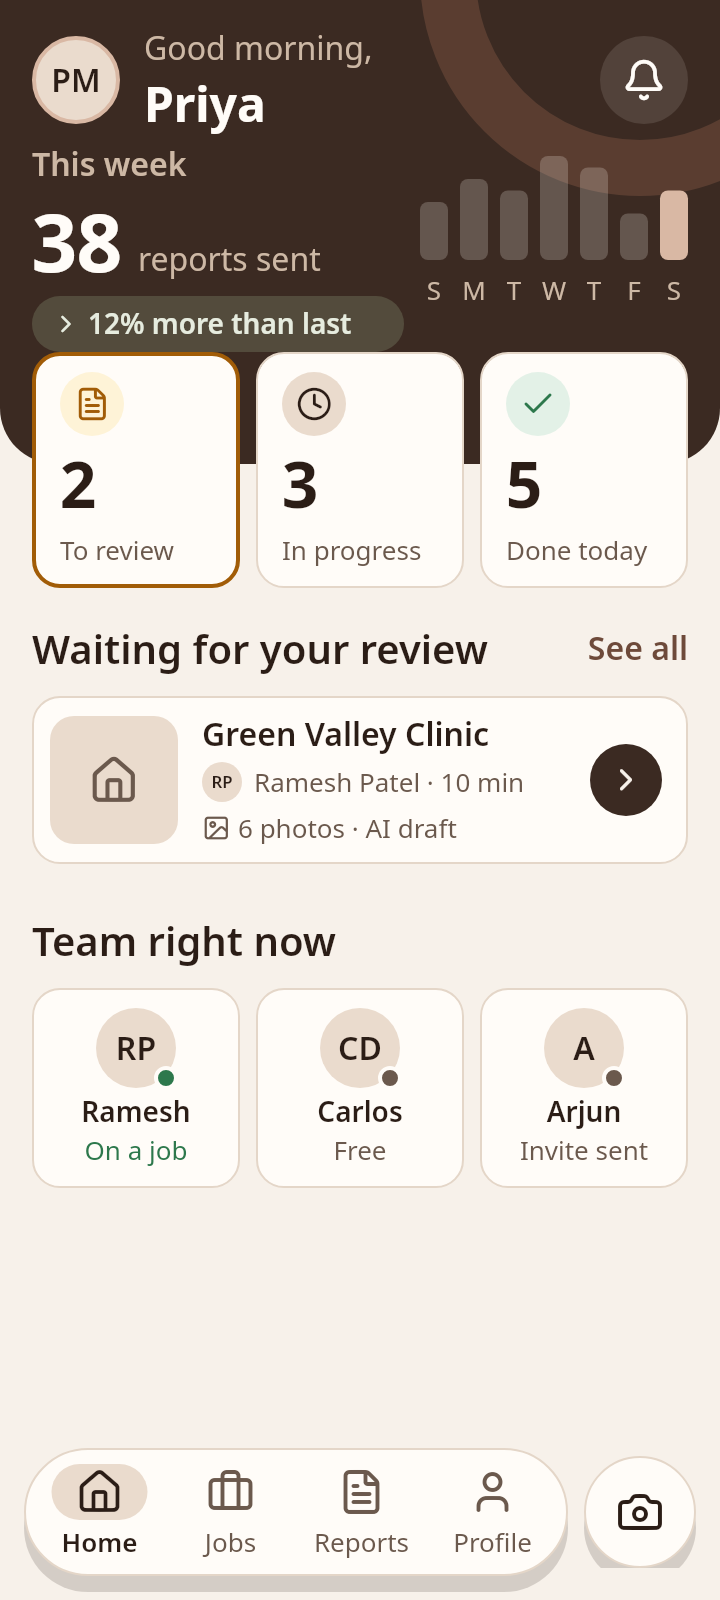 PM
Good morning,
Priya
This week
38 reports sent
12% more than last
S M T W T F S
2
To review
3
In progress
5
Done today
Waiting for your review
See all
Green Valley Clinic
RP Ramesh Patel · 10 min
6 photos · AI draft
Team right now
RP
Ramesh
On a job
CD
Carlos
Free
A
Arjun
Invite sent
Home
Jobs
Reports
Profile